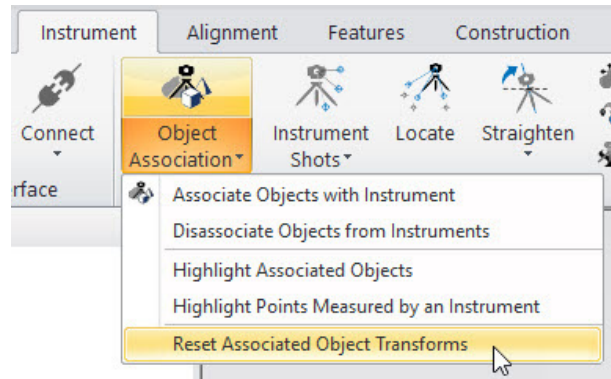 Instrument Alignment Features Construction
Connect
Object
Association
Instrument
Shots
Locate
Straighten
rface
Associate Objects with Instrument
Disassociate Objects from Instruments
Highlight Associated Objects
Highlight Points Measured by an Instrument
Reset Associated Object Transforms